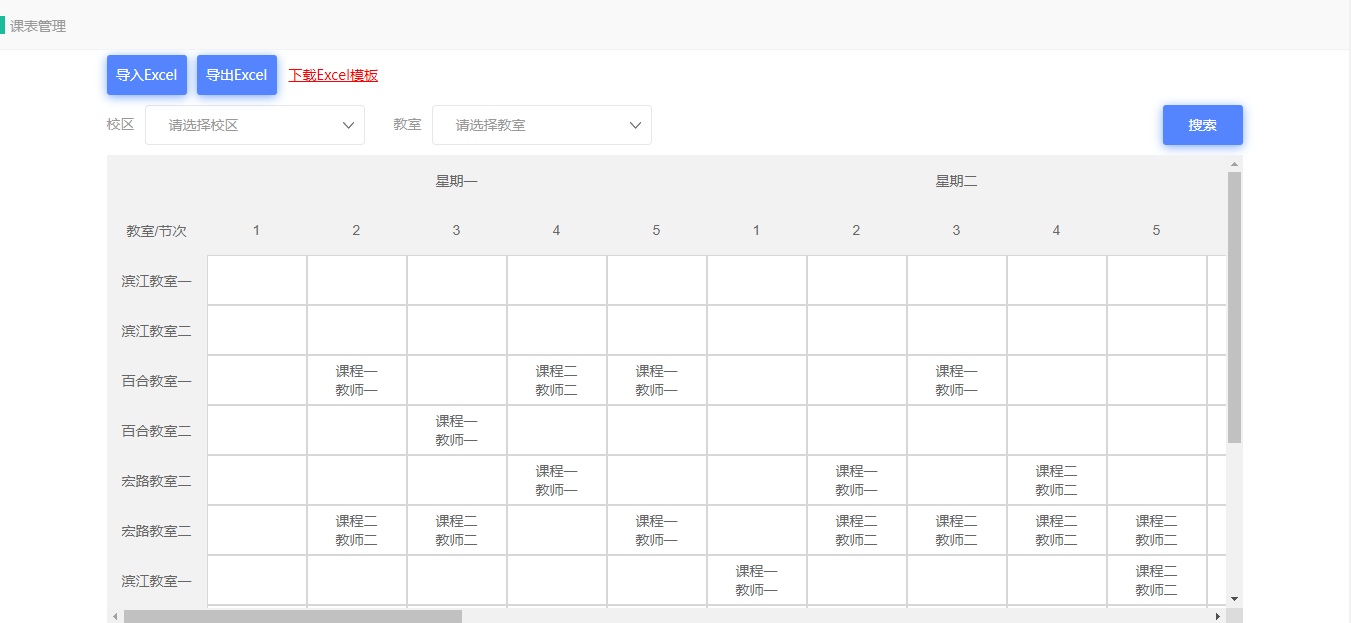 课表管理
导入Excel 导出Excel 下载Excel模板
校区 请选择校区 教室 请选择教室 搜索
星期一 星期二
教室/节次 1 2 3 4 5 1 2 3 4 5
滨江教室一
滨江教室二
百合教室一 课程一 课程二 课程一 课程一
教师一 教师二 教师一 教师一
百合教室二 课程一
教师一
宏路教室二 课程一 课程一 课程二
教师一 教师一 教师二
宏路教室二 课程二 课程二 课程一 课程二 课程二 课程二 课程二
教师二 教师二 教师一 教师二 教师二 教师二 教师二
滨江教室一 课程一 课程二
教师一 教师二